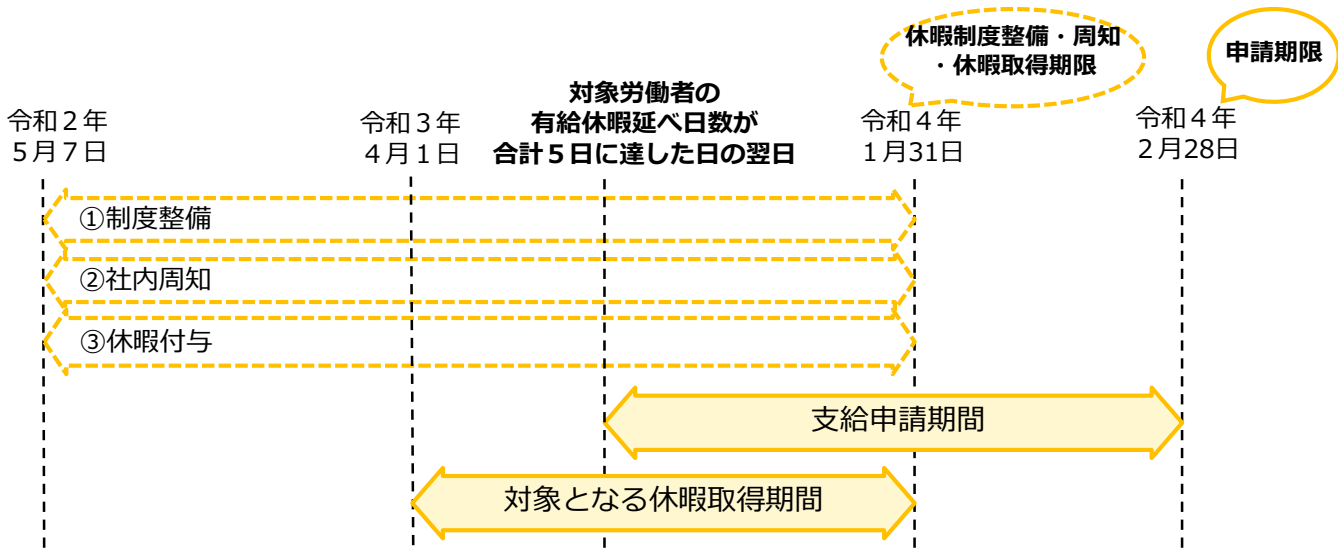 休暇制度整備・周知
・休暇取得期限
申請期限
令和２年
５月７日
令和３年
４月１日
対象労働者の
有給休暇延べ日数が
合計５日に達した日の翌日
令和４年
１月31日
令和４年
２月28日
①制度整備
②社内周知
③休暇付与
支給申請期間
対象となる休暇取得期間